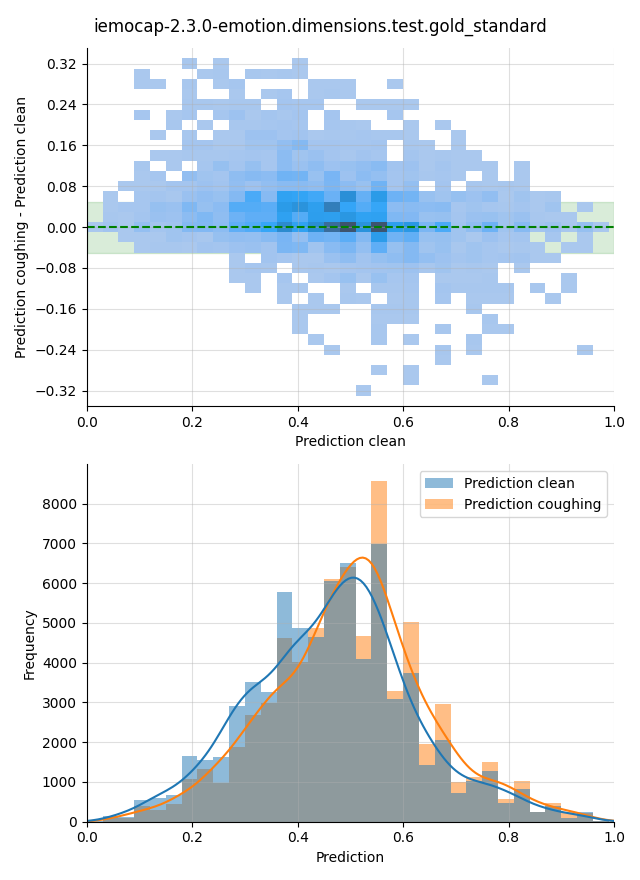 iemocap-2.3.0-emotion.dimensions.test.gold_standard
Prediction coughing - Prediction clean
0.32
0.24
0.16
0.08
0.00
−0.08
−0.16
−0.24
−0.32
0.0 0.2 0.4 0.6 0.8 1.0
Prediction clean
Frequency
Prediction clean
Prediction coughing
8000
7000
6000
5000
4000
3000
2000
1000
0
0.0 0.2 0.4 0.6 0.8 1.0
Prediction